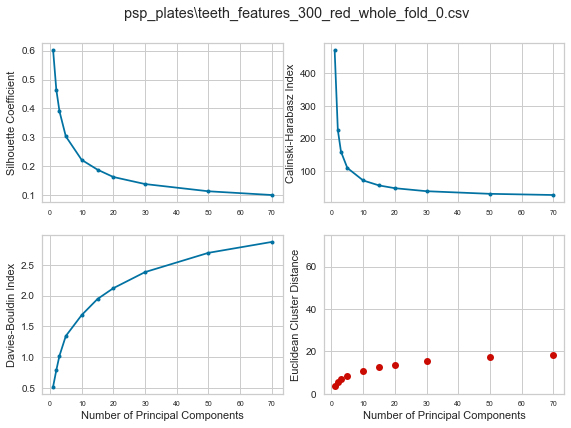 psp_plates\teeth_features_300_red_whole_fold_0.csv
Silhouette Coefficient
0.6
0.5
0.4
0.3
0.2
0.1
0 10 20 30 40 50 60 70
Calinski-Harabasz Index
400
300
200
100
0 10 20 30 40 50 60 70
Davies-Bouldin Index
2.5
2.0
1.5
1.0
0.5
0 10 20 30 40 50 60 70
Number of Principal Components
Euclidean Cluster Distance
60
40
20
0
0 10 20 30 40 50 60 70
Number of Principal Components